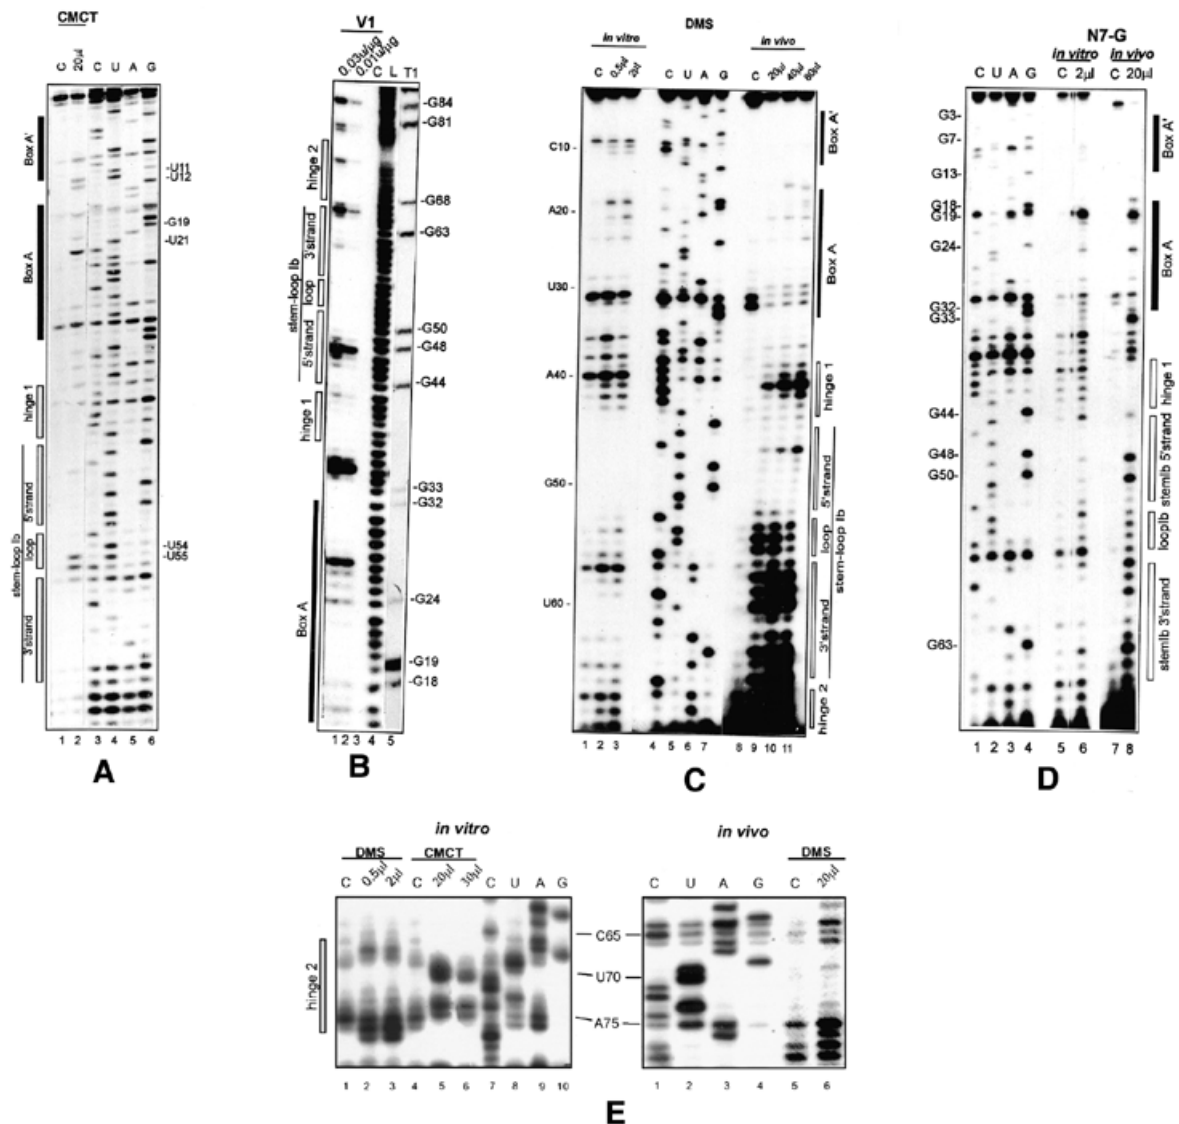 CMCT
C 20µl C U A G
Box A'
Box A
hinge 1
5'strand
loop
3'strand
stem-loop Ib
-U11
-U12
-G19
-U21
-U54
-U55
1 2 3 4 5 6
A
V1
0.03u/µg 0.01u/µg C L T1
hinge 2
3'strand
loop
5'strand
stem-loop Ib
hinge 1
Box A
-G84
-G81
-G68
-G63
-G50
-G48
-G44
-G33
-G32
-G24
-G19
-G18
1 2 3 4 5
B
DMS
in vitro in vivo
C 0.5µl 2µl C U A G C 20µl 40µl 80µl
C10-
A20-
U30-
A40-
G50-
U60-
Box A'
Box A
hinge 1
5'strand
loop
3'strand
stem-loop Ib
hinge 2
1 2 3 4 5 6 7 8 9 10 11
C
N7-G
in vitro in vivo
C U A G C 2µl C 20µl
G3-
G7-
G13-
G18-
G19-
G24-
G32-
G33-
G44-
G48-
G50-
G63-
Box A'
Box A
hinge 1
stemIb 5'strand
loopIb
stemIb 3'strand
1 2 3 4 5 6 7 8
D
in vitro
DMS CMCT
C 0.5µl 2µl C 20µl 30µl C U A G
hinge 2
C65
U70
A75
1 2 3 4 5 6 7 8 9 10
in vivo
DMS
C U A G C 20µl
1 2 3 4 5 6
E